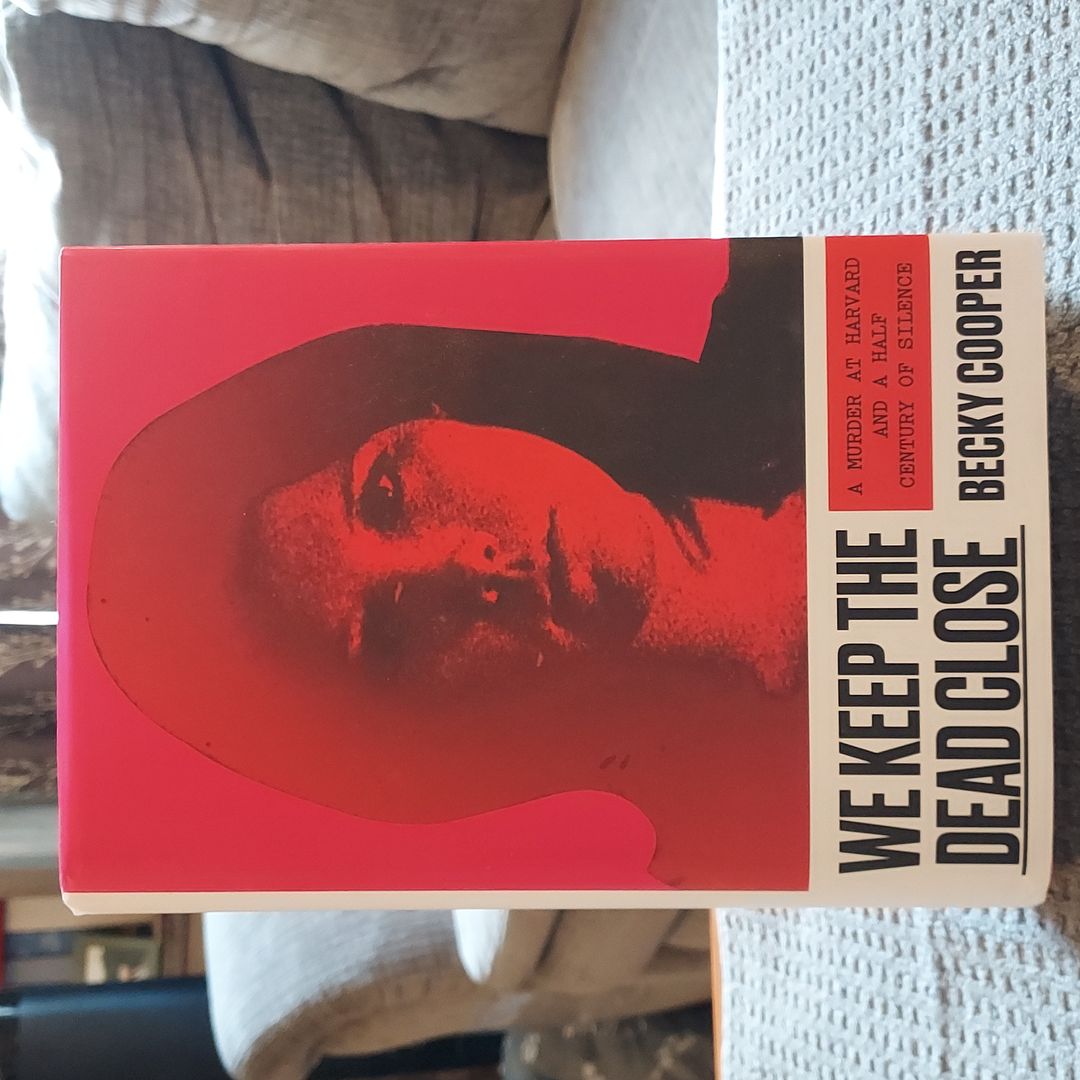 WE KEEP THE
DEAD CLOSE
A MURDER AT HARVARD
AND A HALF
CENTURY OF SILENCE
BECKY COOPER